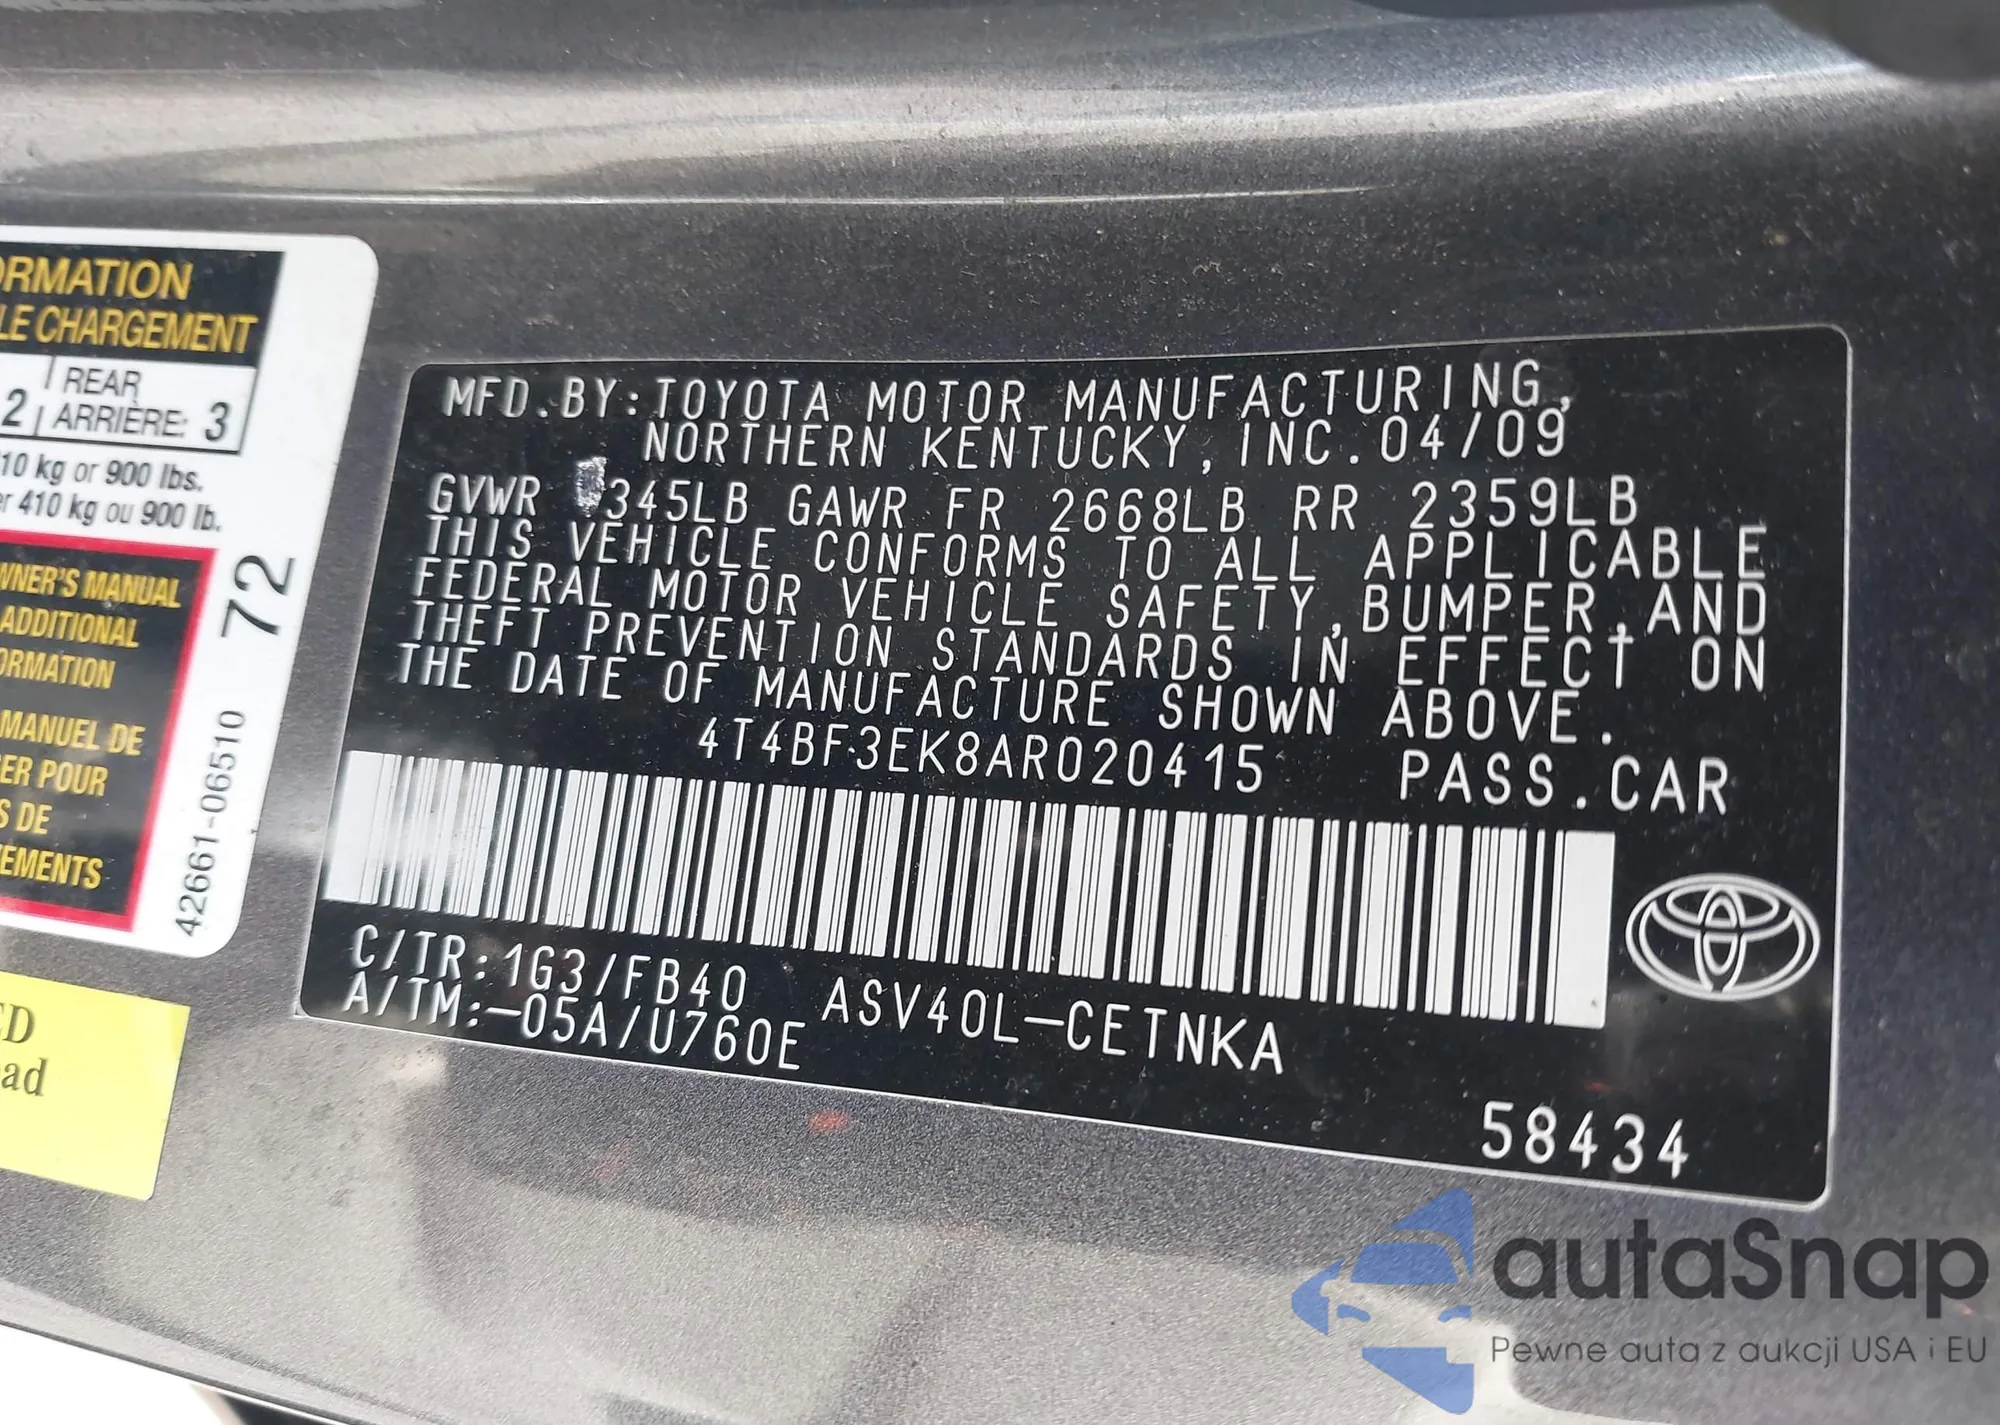 ORMATION
LE CHARGEMENT
2 REAR
ARRIÈRE: 3
10 kg or 900 lbs.
er 410 kg ou 900 lb.
WNER'S MANUAL
ADDITIONAL
ORMATION
MANUEL DE
ER POUR
S DE
EMENTS
72
42661-06510
ED
ad
MFD.BY:TOYOTA MOTOR MANUFACTURING,
NORTHERN KENTUCKY, INC. 04/09
GVWR 345LB GAWR FR 2668LB RR 2359LB
THIS VEHICLE CONFORMS TO ALL APPLICABLE
FEDERAL MOTOR VEHICLE SAFETY,BUMPER,AND
THEFT PREVENTION STANDARDS IN EFFECT ON
THE DATE OF MANUFACTURE SHOWN ABOVE.
4T4BF3EK8AR020415 PASS.CAR
C/TR:1G3/FB40 ASV40L-CETNKA
A/TM:-05A/U760E
58434
autaSnap
Pewne auta z aukcji USA i EU